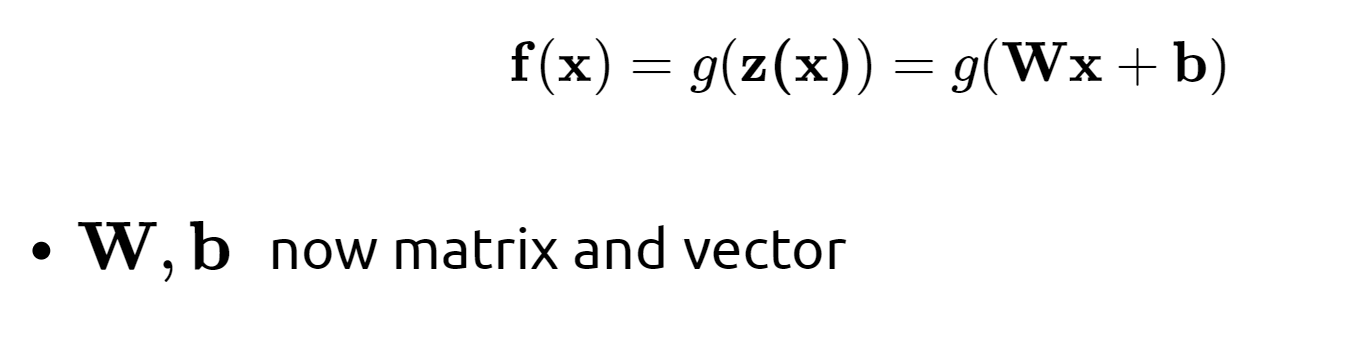 f(x) = g(z(x)) = g(Wx + b)
• W, b now matrix and vector